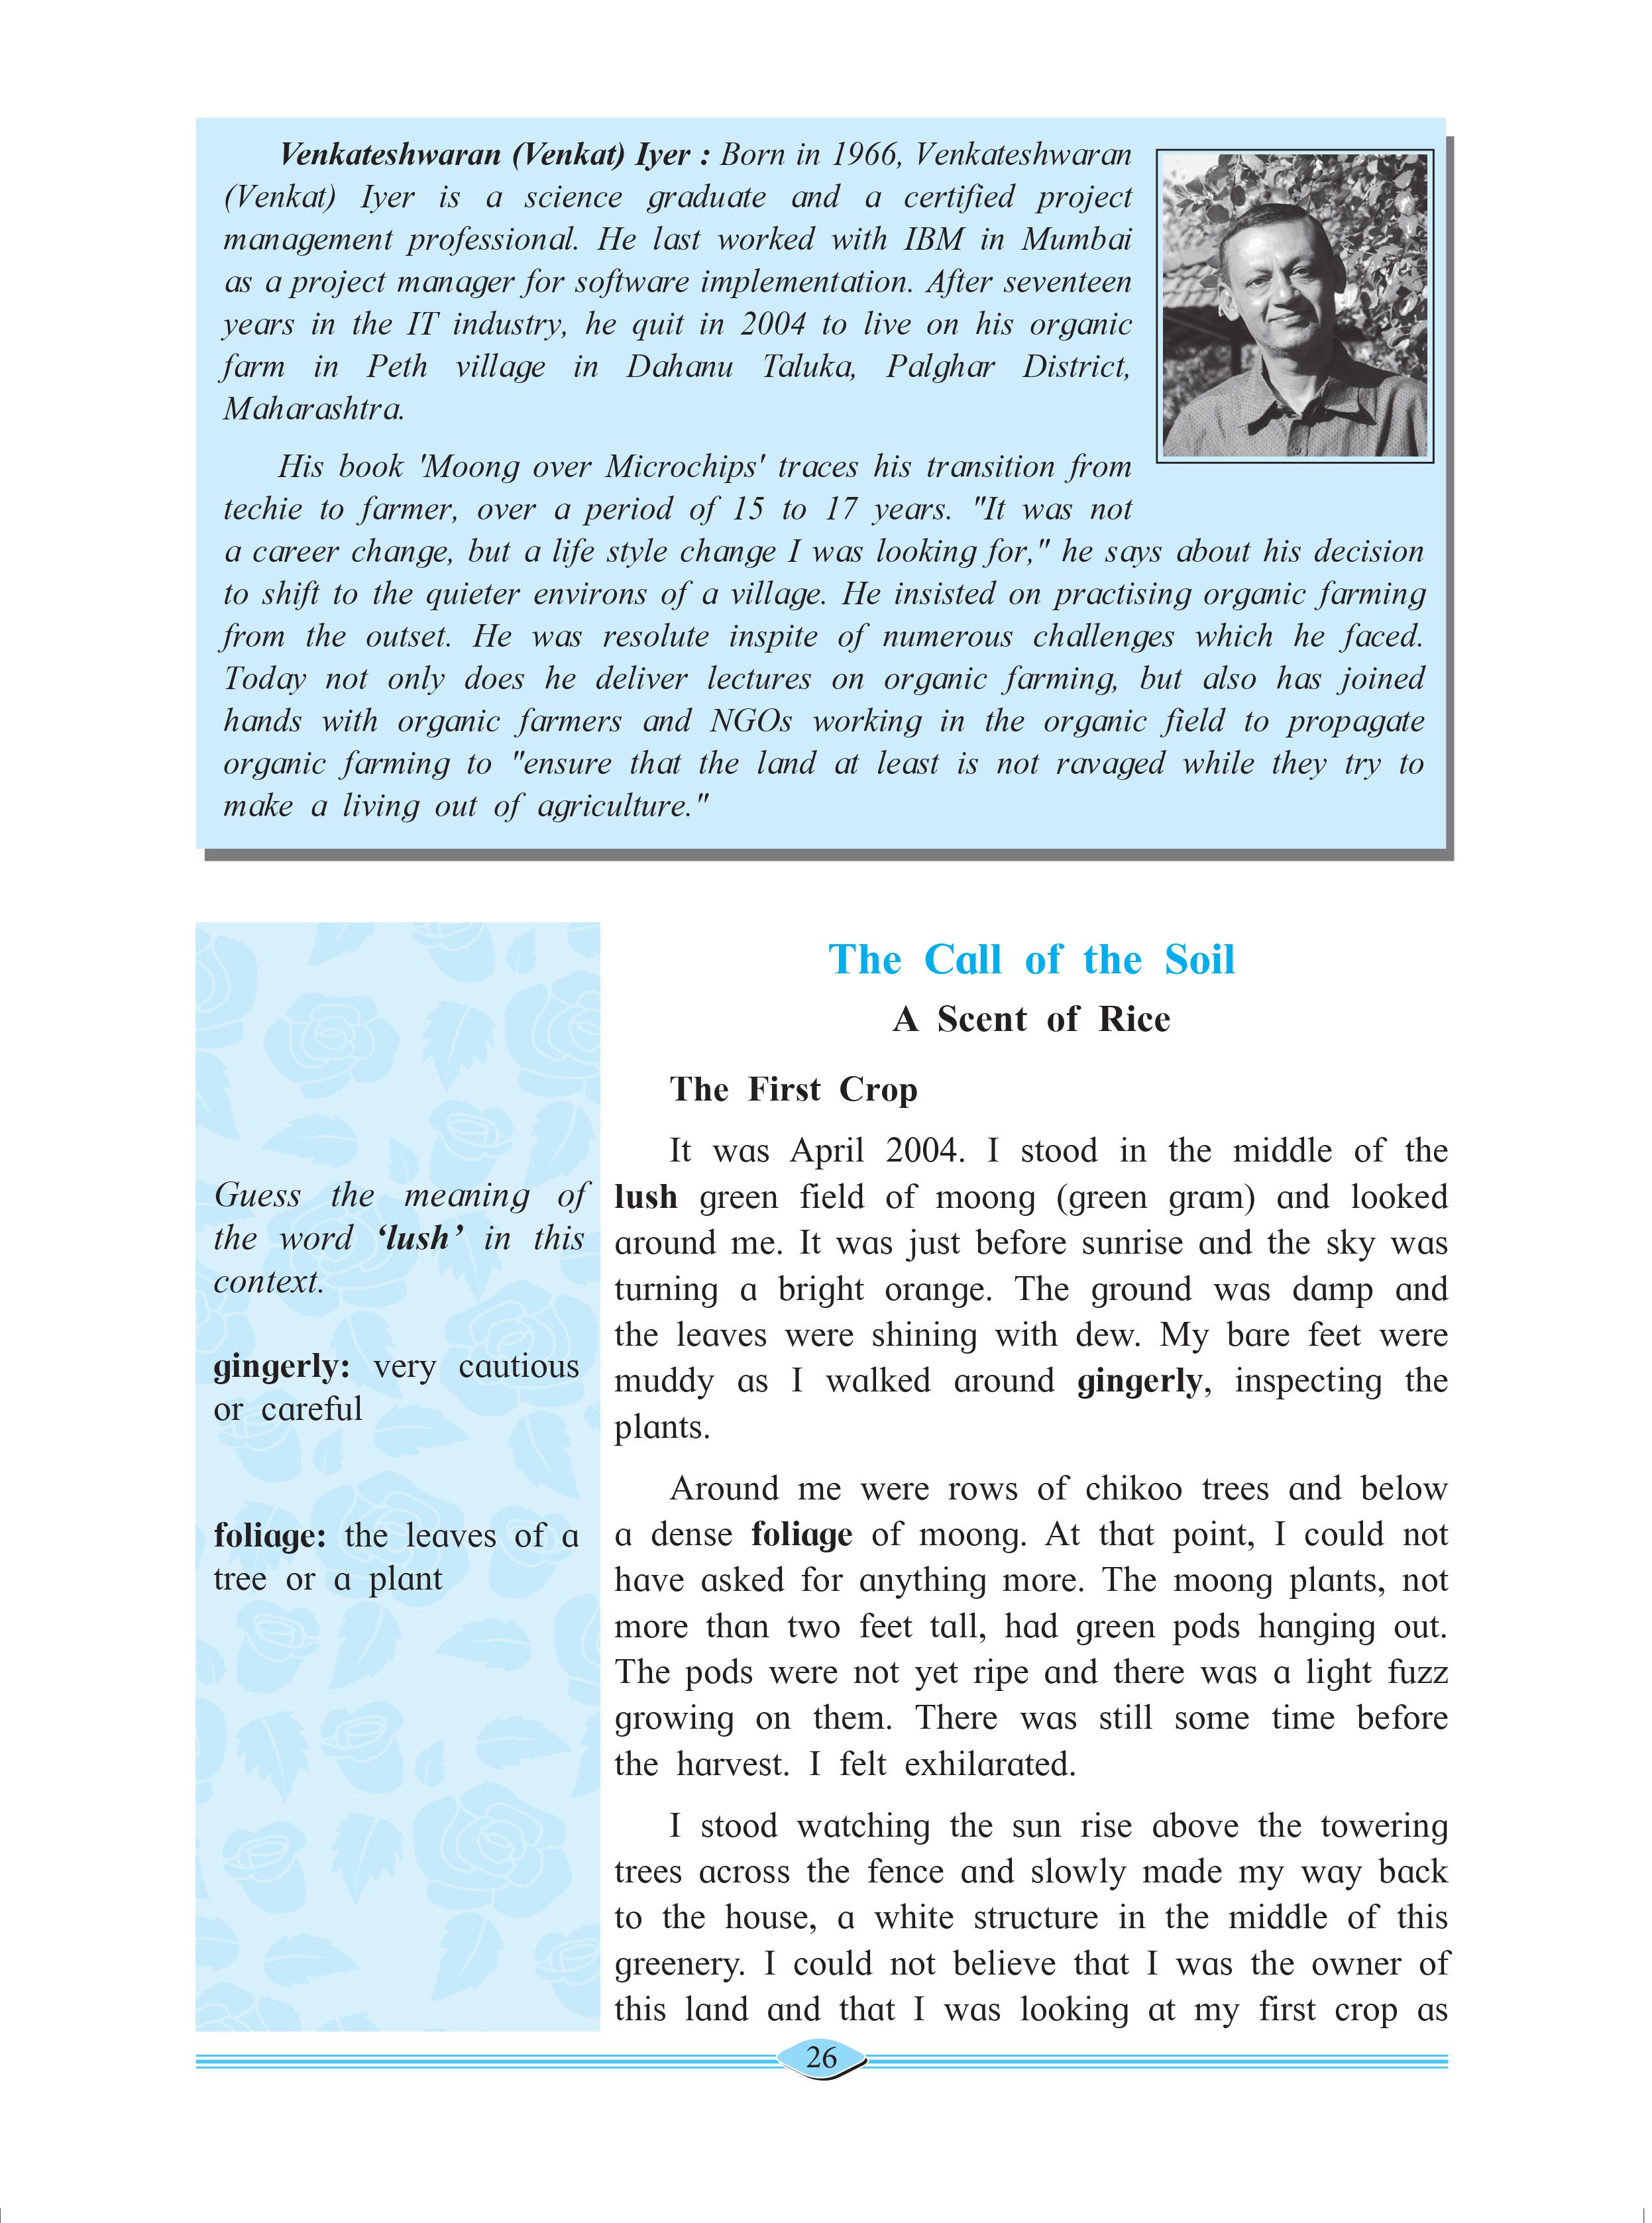 Venkateshwaran (Venkat) Iyer : Born in 1966, Venkateshwaran
(Venkat) Iyer is a science graduate and a certified project
management professional. He last worked with IBM in Mumbai
as a project manager for software implementation. After seventeen
years in the IT industry, he quit in 2004 to live on his organic
farm in Peth village in Dahanu Taluka, Palghar District,
Maharashtra.
His book 'Moong over Microchips' traces his transition from
techie to farmer, over a period of 15 to 17 years. "It was not
a career change, but a life style change I was looking for," he says about his decision
to shift to the quieter environs of a village. He insisted on practising organic farming
from the outset. He was resolute inspite of numerous challenges which he faced.
Today not only does he deliver lectures on organic farming, but also has joined
hands with organic farmers and NGOs working in the organic field to propagate
organic farming to "ensure that the land at least is not ravaged while they try to
make a living out of agriculture."
Guess the meaning of
the word ‘lush’ in this
context.
gingerly: very cautious
or careful
foliage: the leaves of a
tree or a plant
The Call of the Soil
A Scent of Rice
The First Crop
It was April 2004. I stood in the middle of the
lush green field of moong (green gram) and looked
around me. It was just before sunrise and the sky was
turning a bright orange. The ground was damp and
the leaves were shining with dew. My bare feet were
muddy as I walked around gingerly, inspecting the
plants.
Around me were rows of chikoo trees and below
a dense foliage of moong. At that point, I could not
have asked for anything more. The moong plants, not
more than two feet tall, had green pods hanging out.
The pods were not yet ripe and there was a light fuzz
growing on them. There was still some time before
the harvest. I felt exhilarated.
I stood watching the sun rise above the towering
trees across the fence and slowly made my way back
to the house, a white structure in the middle of this
greenery. I could not believe that I was the owner of
this land and that I was looking at my first crop as
26